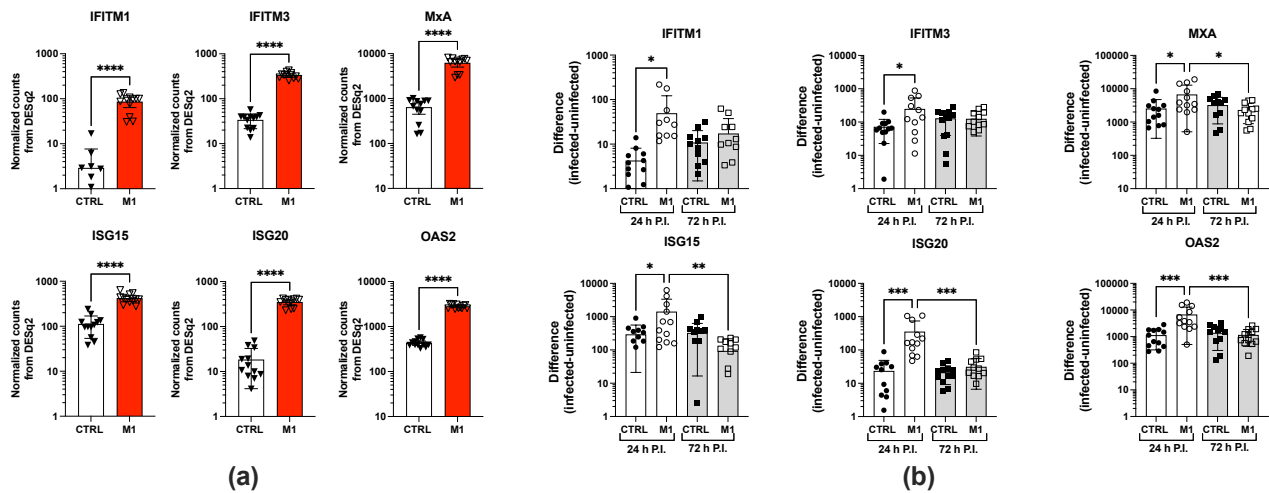 IFITM1
Normalized counts
from DESq2
1000
100
10
1
****
CTRL M1
IFITM3
Normalized counts
from DESq2
1000
100
10
1
****
CTRL M1
MxA
Normalized counts
from DESq2
10000
1000
100
10
****
CTRL M1
ISG15
Normalized counts
from DESq2
1000
100
10
1
****
CTRL M1
ISG20
Normalized counts
from DESq2
1000
100
10
1
****
CTRL M1
OAS2
Normalized counts
from DESq2
10000
1000
100
10
****
CTRL M1
(a)
IFITM1
Difference
(infected-uninfected)
1000
100
10
1
*
CTRL M1 CTRL M1
24 h P.I. 72 h P.I.
IFITM3
Difference
(infected-uninfected)
10000
1000
100
10
1
*
CTRL M1 CTRL M1
24 h P.I. 72 h P.I.
MXA
Difference
(infected-uninfected)
100000
10000
1000
100
10
1
* *
CTRL M1 CTRL M1
24 h P.I. 72 h P.I.
ISG15
Difference
(infected-uninfected)
10000
1000
100
10
1
* **
CTRL M1 CTRL M1
24 h P.I. 72 h P.I.
ISG20
Difference
(infected-uninfected)
10000
1000
100
10
1
*** ***
CTRL M1 CTRL M1
24 h P.I. 72 h P.I.
OAS2
Difference
(infected-uninfected)
100000
10000
1000
100
10
1
*** ***
CTRL M1 CTRL M1
24 h P.I. 72 h P.I.
(b)